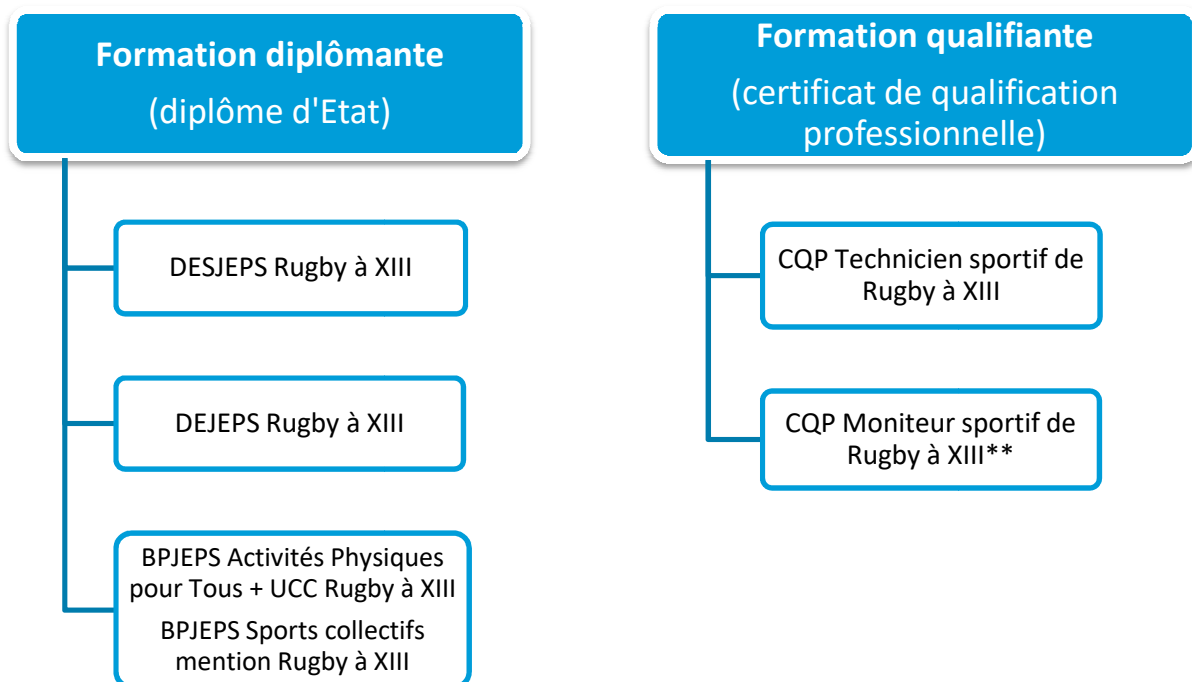 Formation diplômante
(diplôme d'Etat)
DESJEPS Rugby à XIII
DEJEPS Rugby à XIII
BPJEPS Activités Physiques
pour Tous + UCC Rugby à XIII
BPJEPS Sports collectifs
mention Rugby à XIII
Formation qualifiante
(certificat de qualification
professionnelle)
CQP Technicien sportif de
Rugby à XIII
CQP Moniteur sportif de
Rugby à XIII**